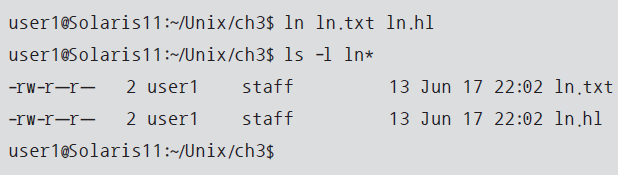 user1@Solaris11:~/Unix/ch3$ ln ln.txt ln.hl
user1@Solaris11:~/Unix/ch3$ ls -l ln*
-rw-r—r— 2 user1 staff 13 Jun 17 22:02 ln.txt
-rw-r—r— 2 user1 staff 13 Jun 17 22:02 ln.hl
user1@Solaris11:~/Unix/ch3$